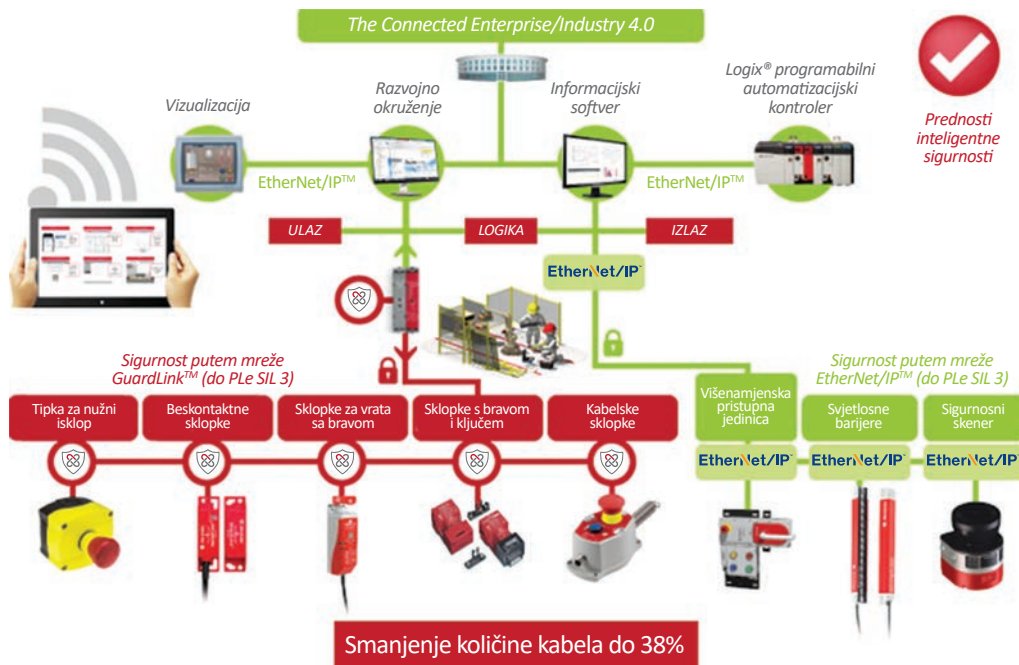 The Connected Enterprise/Industry 4.0
Vizualizacija
Razvojno
okruženje
Informacijski
softver
Logix® programabilni
automatizacijski
kontroler
Prednosti
inteligentne
sigurnosti
EtherNet/IP™
EtherNet/IP™
ULAZ
LOGIKA
IZLAZ
EtherNet/IP
Sigurnost putem mreže
GuardLink™ (do PLe SIL 3)
Sigurnost putem mreže
EtherNet/IP™ (do PLe SIL 3)
Tipka za nužni
isklop
Beskontaktne
sklopke
Sklopke za vrata
sa bravom
Sklopke s bravom
i ključem
Kabelske
sklopke
Višenamjenska
pristupna
jedinica
Svjetlosne
barijere
Sigurnosni
skener
EtherNet/IP
EtherNet/IP
EtherNet/IP
Smanjenje količine kabela do 38%